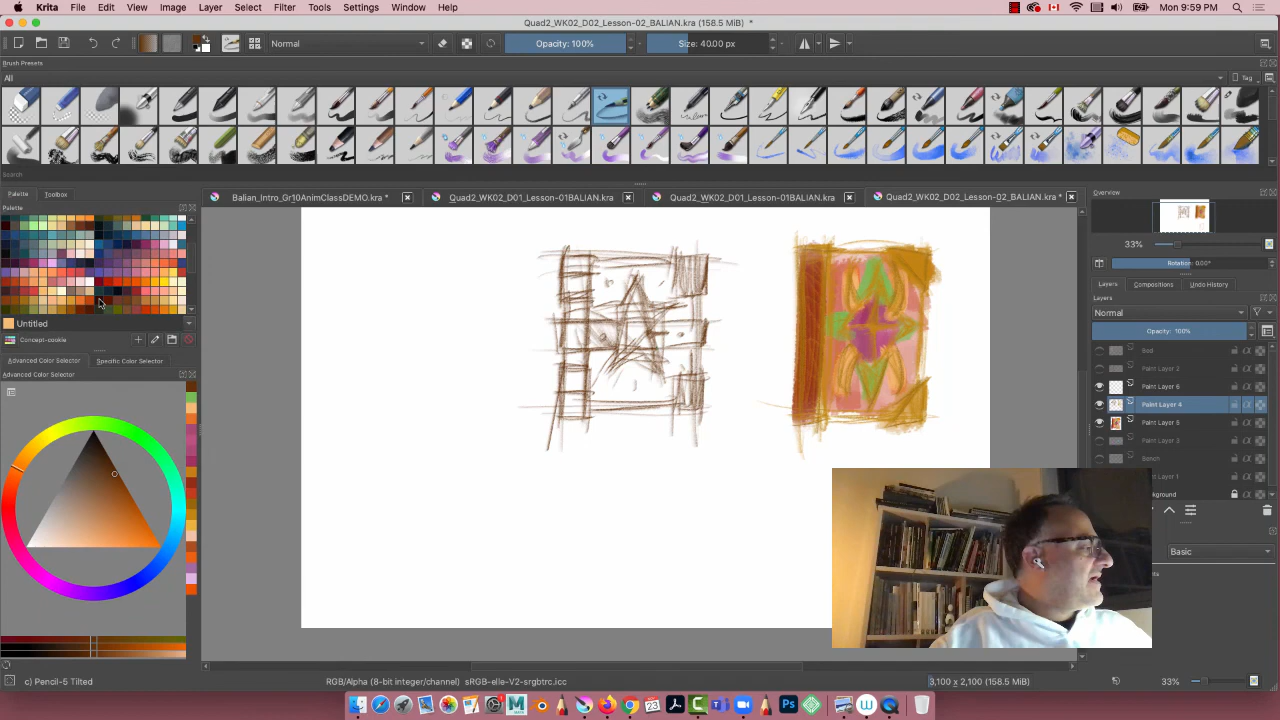 Krita File Edit View Image Layer Select Filter Tools Settings Window Help Mon 9:59 PM
Quad2_WK02_D02_Lesson-02_BALIAN.kra (158.5 MiB) *
Normal Opacity: 100% Size: 40.00 px
Brush Presets
All Tag
Search
Palette Toolbox Balian_Intro_Gr10AnimClassDEMO.kra * Quad2_WK02_D01_Lesson-01BALIAN.kra Quad2_WK02_D01_Lesson-01BALIAN.kra Quad2_WK02_D02_Lesson-02_BALIAN.kra * Overview
Palette
33%
Rotation: 0.00°
Layers Compositions Undo History
Layers
Normal
Untitled
Opacity: 100%
Concept-cookie
Bed
Advanced Color Selector Specific Color Selector
Paint Layer 2
Advanced Color Selector
Paint Layer 6
Paint Layer 4
Paint Layer 6
Paint Layer 3
Bench
Basic
c) Pencil-5 Tilted RGB/Alpha (8-bit integer/channel) sRGB-elle-V2-srgbtrc.icc 3,100 x 2,100 (158.5 MiB) 33%